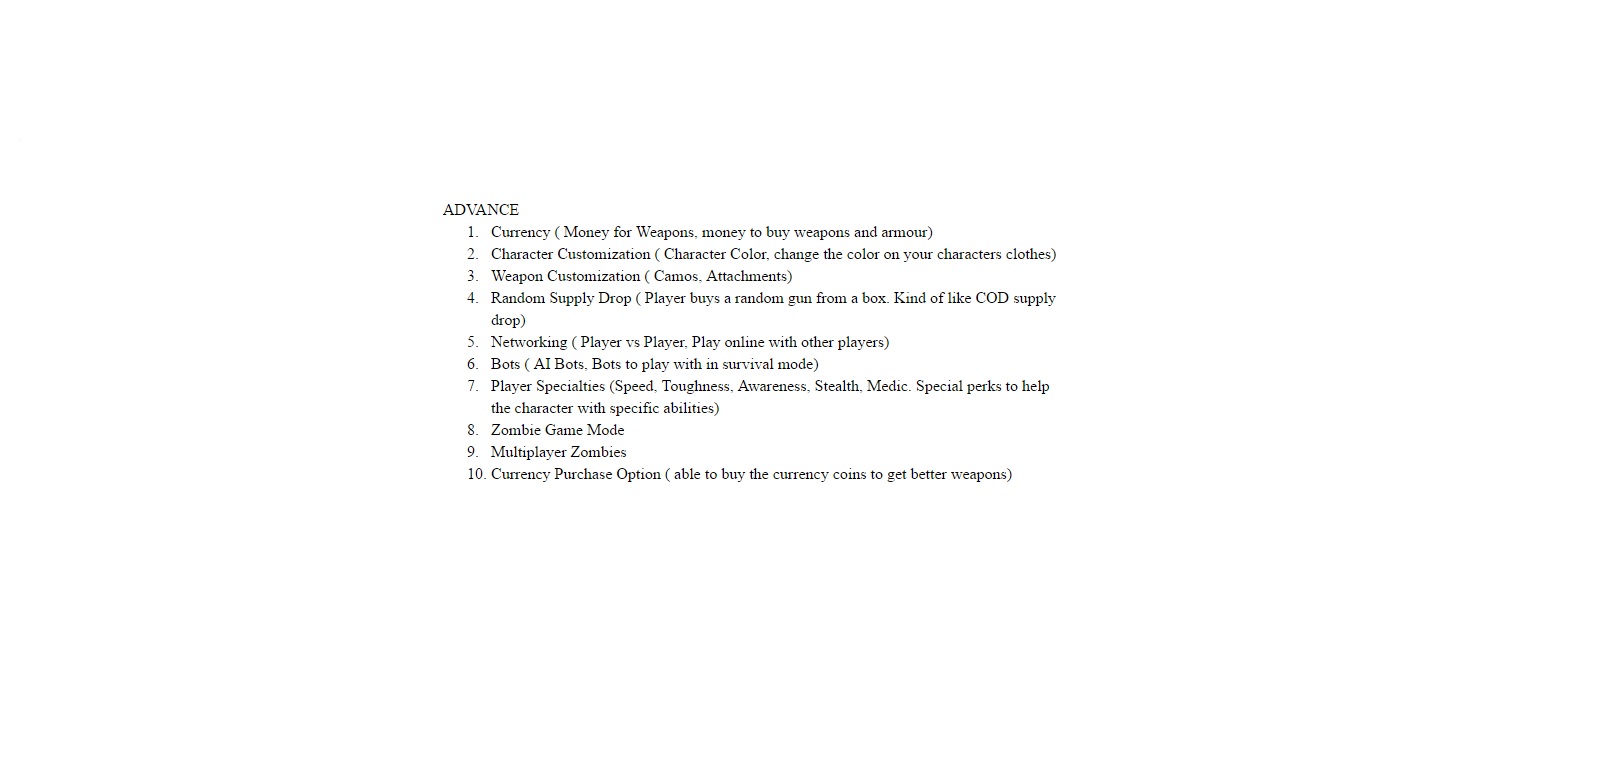 ADVANCE
1. Currency ( Money for Weapons, money to buy weapons and armour)
2. Character Customization ( Character Color, change the color on your characters clothes)
3. Weapon Customization ( Camos, Attachments)
4. Random Supply Drop ( Player buys a random gun from a box. Kind of like COD supply
drop)
5. Networking ( Player vs Player, Play online with other players)
6. Bots ( AI Bots, Bots to play with in survival mode)
7. Player Specialties (Speed, Toughness, Awareness, Stealth, Medic. Special perks to help
the character with specific abilities)
8. Zombie Game Mode
9. Multiplayer Zombies
10. Currency Purchase Option ( able to buy the currency coins to get better weapons)